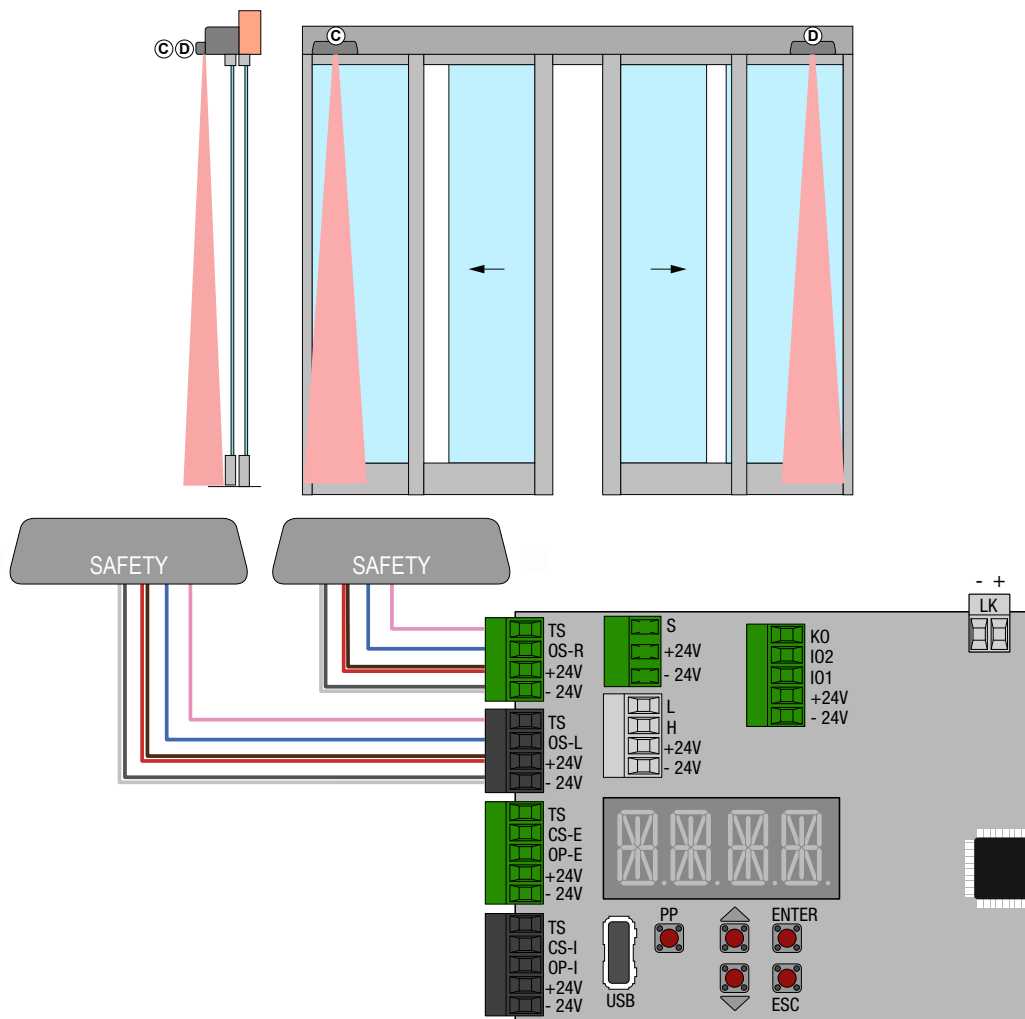 C D
C
D
SAFETY
SAFETY
- +
LK
TS
OS-R
+24V
- 24V
S
+24V
- 24V
KO
IO2
IO1
+24V
- 24V
L
H
+24V
- 24V
TS
OS-L
+24V
- 24V
TS
CS-E
OP-E
+24V
- 24V
TS
CS-I
OP-I
+24V
- 24V
PP
ENTER
USB
ESC